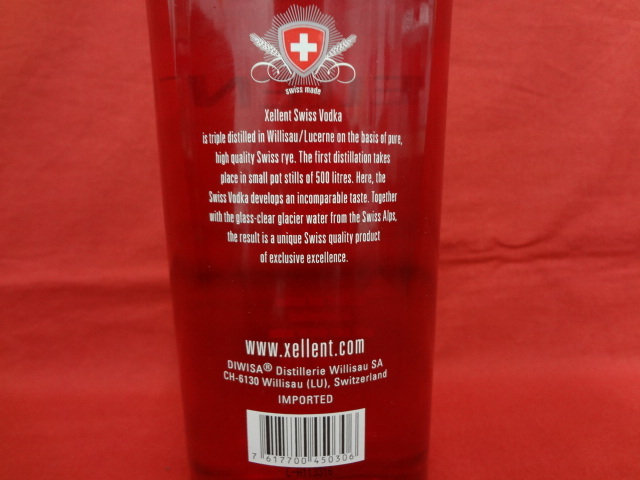 swiss made
Xellent Swiss Vodka
is triple distilled in Willisau/Lucerne on the basis of pure,
high quality Swiss rye. The first distillation takes
place in small pot stills of 500 litres. Here, the
Swiss Vodka develops an incomparable taste. Together
with the glass-clear glacier water from the Swiss Alps,
the result is a unique Swiss quality product
of exclusive excellence.
www.xellent.com
DIWISA® Distillerie Willisau SA
CH-6130 Willisau (LU), Switzerland
IMPORTED
7 617700 450306